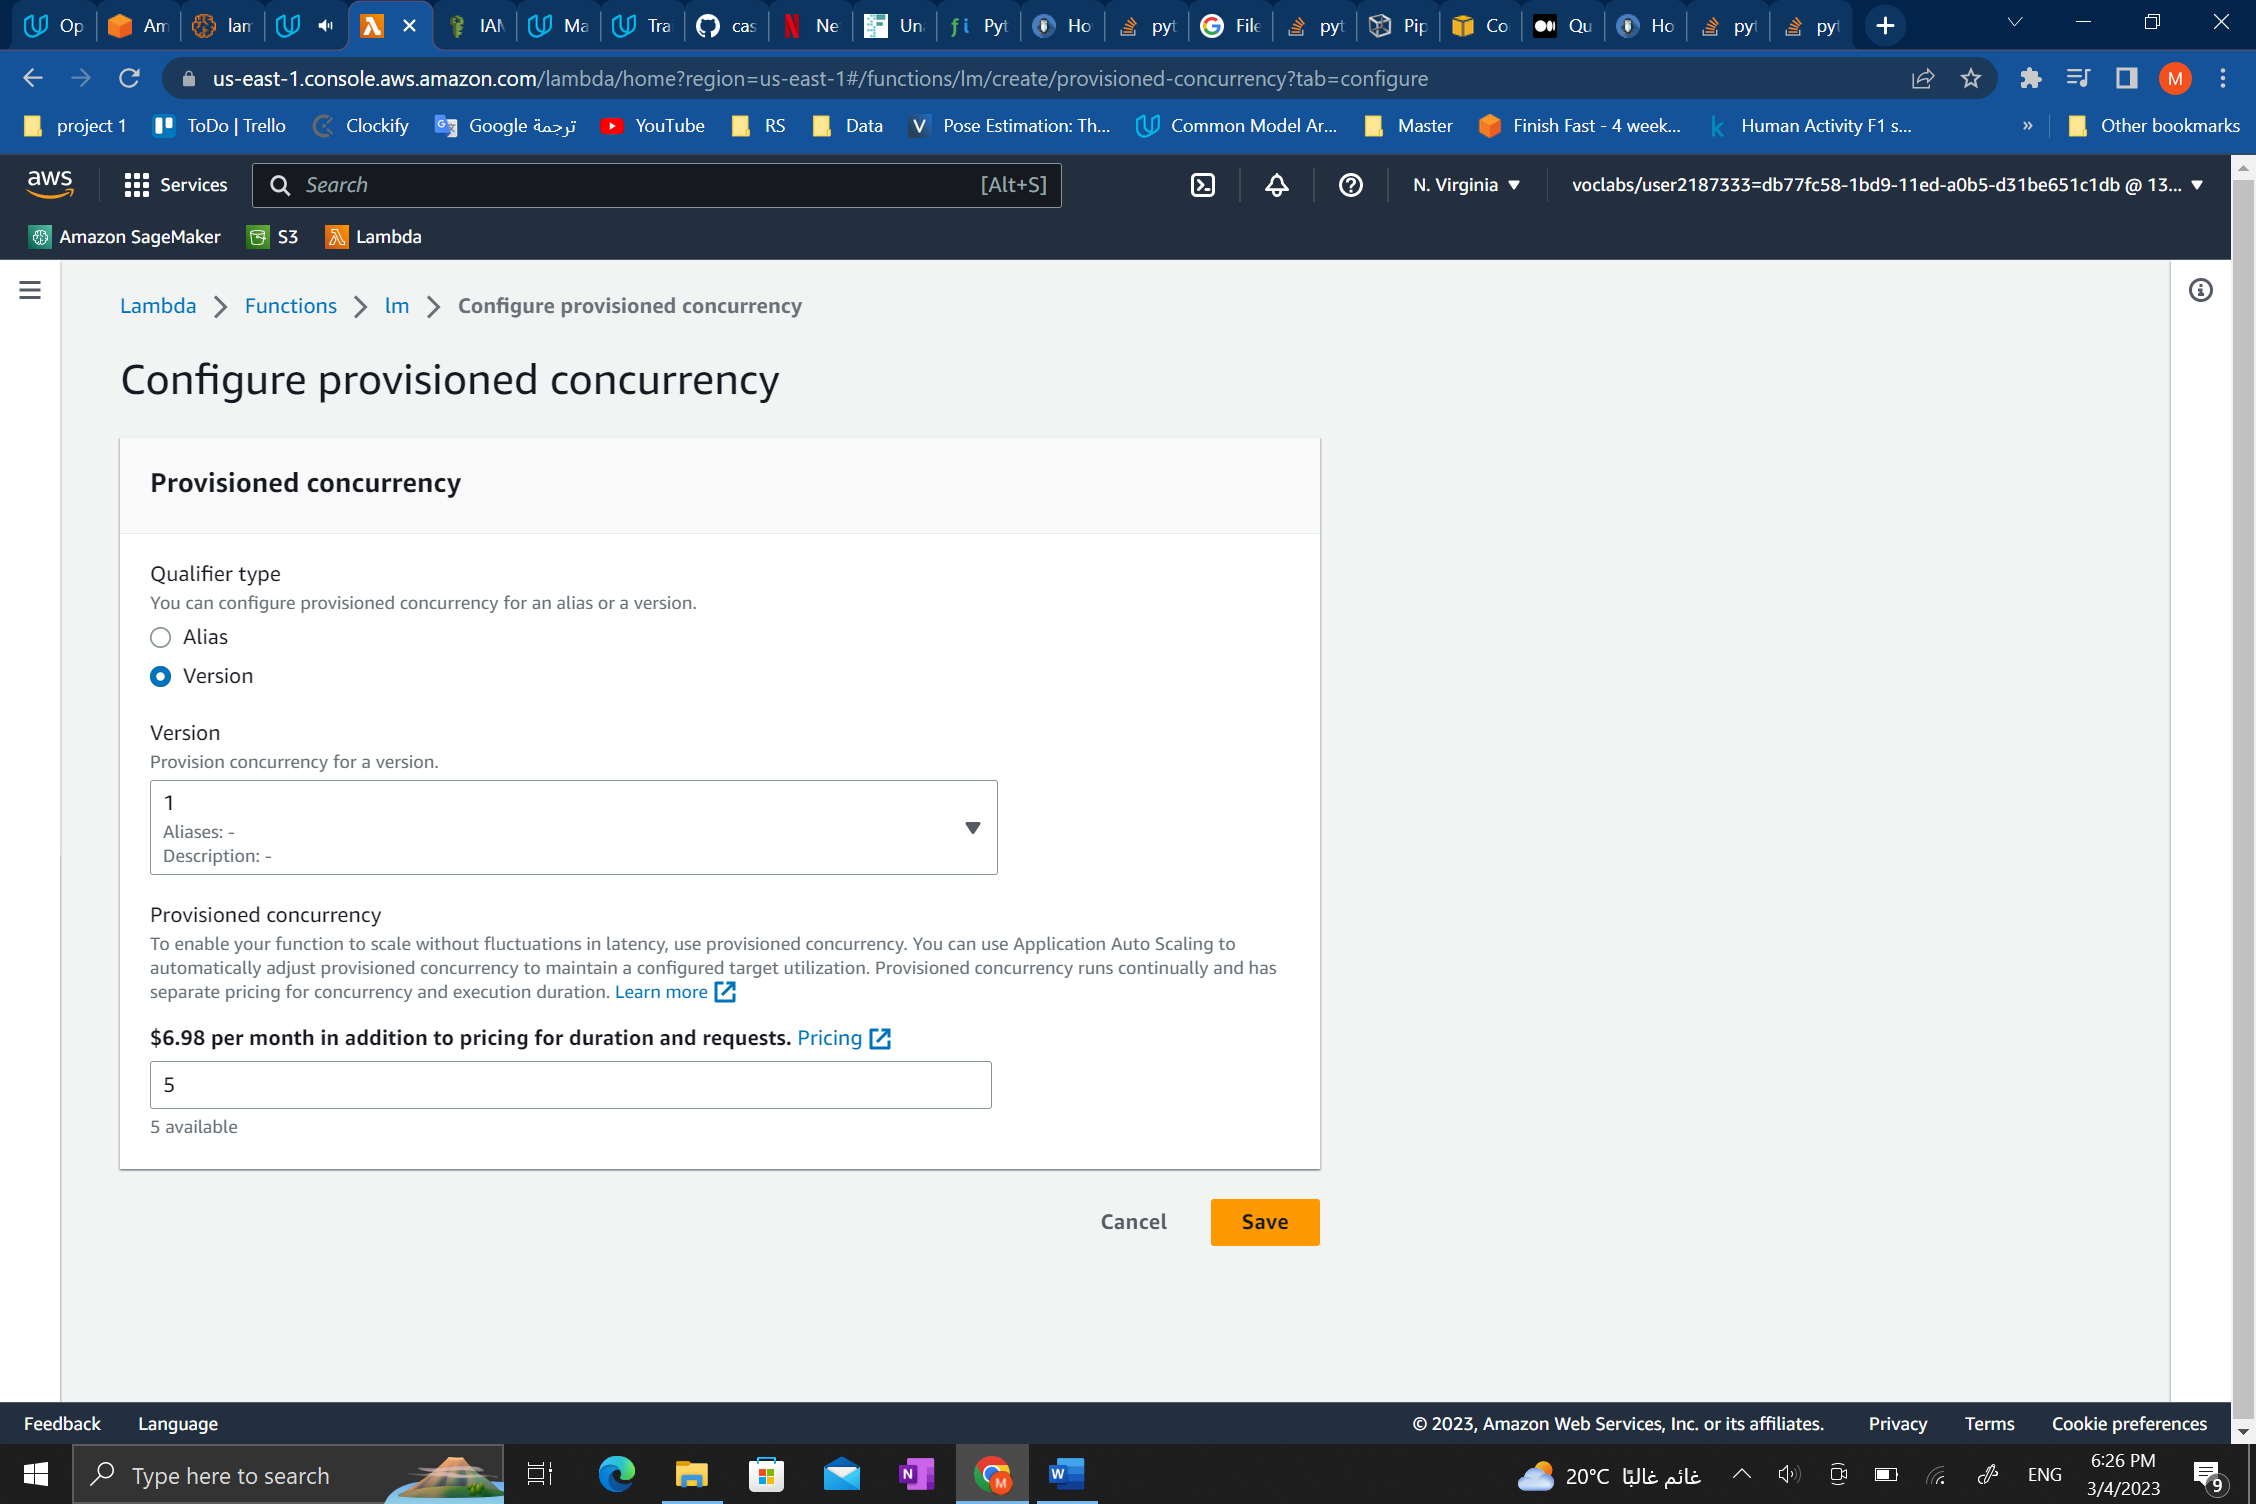 Op
Am
lam
IAM
Ma
Tra
cas
Ne
Un
Pyt
Ho
pyt
File
pyt
Pip
Co
Qu
Ho
pyt
pyt
us-east-1.console.aws.amazon.com/lambda/home?region=us-east-1#/functions/lm/create/provisioned-concurrency?tab=configure
M
project 1
ToDo | Trello
Clockify
Google ترجمة
YouTube
RS
Data
Pose Estimation: Th...
Common Model Ar...
Master
Finish Fast - 4 week...
Human Activity F1 s...
»
Other bookmarks
aws
Services
Search
[Alt+S]
N. Virginia
voclabs/user2187333=db77fc58-1bd9-11ed-a0b5-d31be651c1db @ 13...
Amazon SageMaker
S3
Lambda
Lambda
Functions
lm
Configure provisioned concurrency
Configure provisioned concurrency
Provisioned concurrency
Qualifier type
You can configure provisioned concurrency for an alias or a version.
Alias
Version
Version
Provision concurrency for a version.
1
Aliases: -
Description: -
Provisioned concurrency
To enable your function to scale without fluctuations in latency, use provisioned concurrency. You can use Application Auto Scaling to
automatically adjust provisioned concurrency to maintain a configured target utilization. Provisioned concurrency runs continually and has
separate pricing for concurrency and execution duration. Learn more
$6.98 per month in addition to pricing for duration and requests. Pricing
5
5 available
Cancel
Save
Feedback
Language
© 2023, Amazon Web Services, Inc. or its affiliates.
Privacy
Terms
Cookie preferences
Type here to search
20°C
غائم غالبًا
ENG
6:26 PM
3/4/2023
9